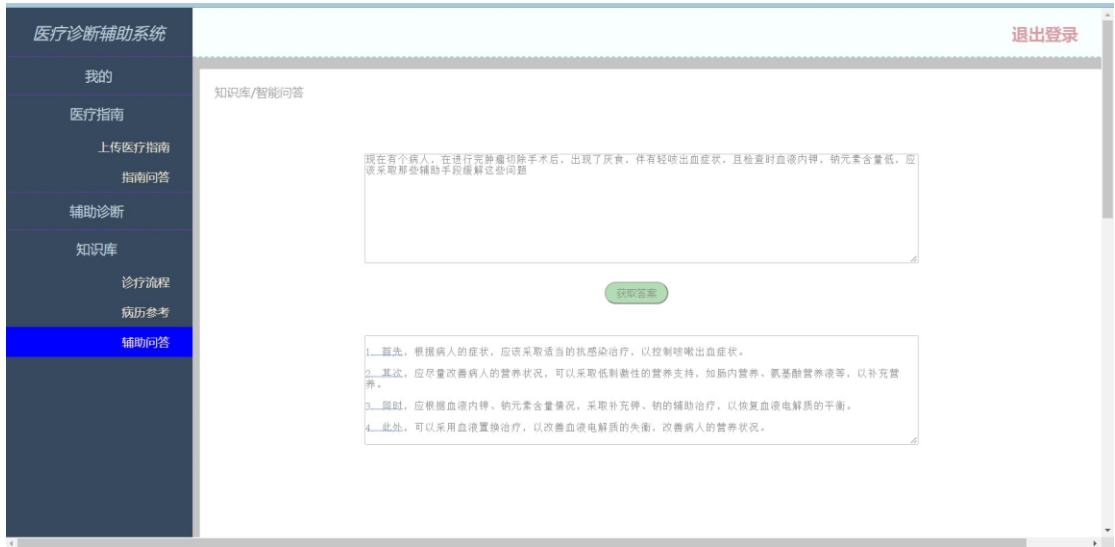 医疗诊断辅助系统
退出登录
我的
医疗指南
上传医疗指南
指南问答
辅助诊断
知识库
诊疗流程
病历参考
辅助问答
知识库/智能问答
现在有个病人，在进行完肿瘤切除手术后，出现了厌食，伴有轻咳出血症状，且检查时血液内钾，钠元素含量低，应
该采取那些辅助手段缓解这些问题
获取答案
1. 首先，根据病人的症状，应该采取适当的抗感染治疗，以控制咳嗽出血症状。
2. 其次，应尽量改善病人的营养状况，可以采取低刺激性的营养支持，如肠内营养、氨基酸营养液等，以补充营
养。
3. 同时，应根据血液内钾、钠元素含量情况，采取补充钾、钠的辅助治疗，以恢复血液电解质的平衡。
4. 此外，可以采用血液置换治疗，以改善血液电解质的失衡，改善病人的营养状况。